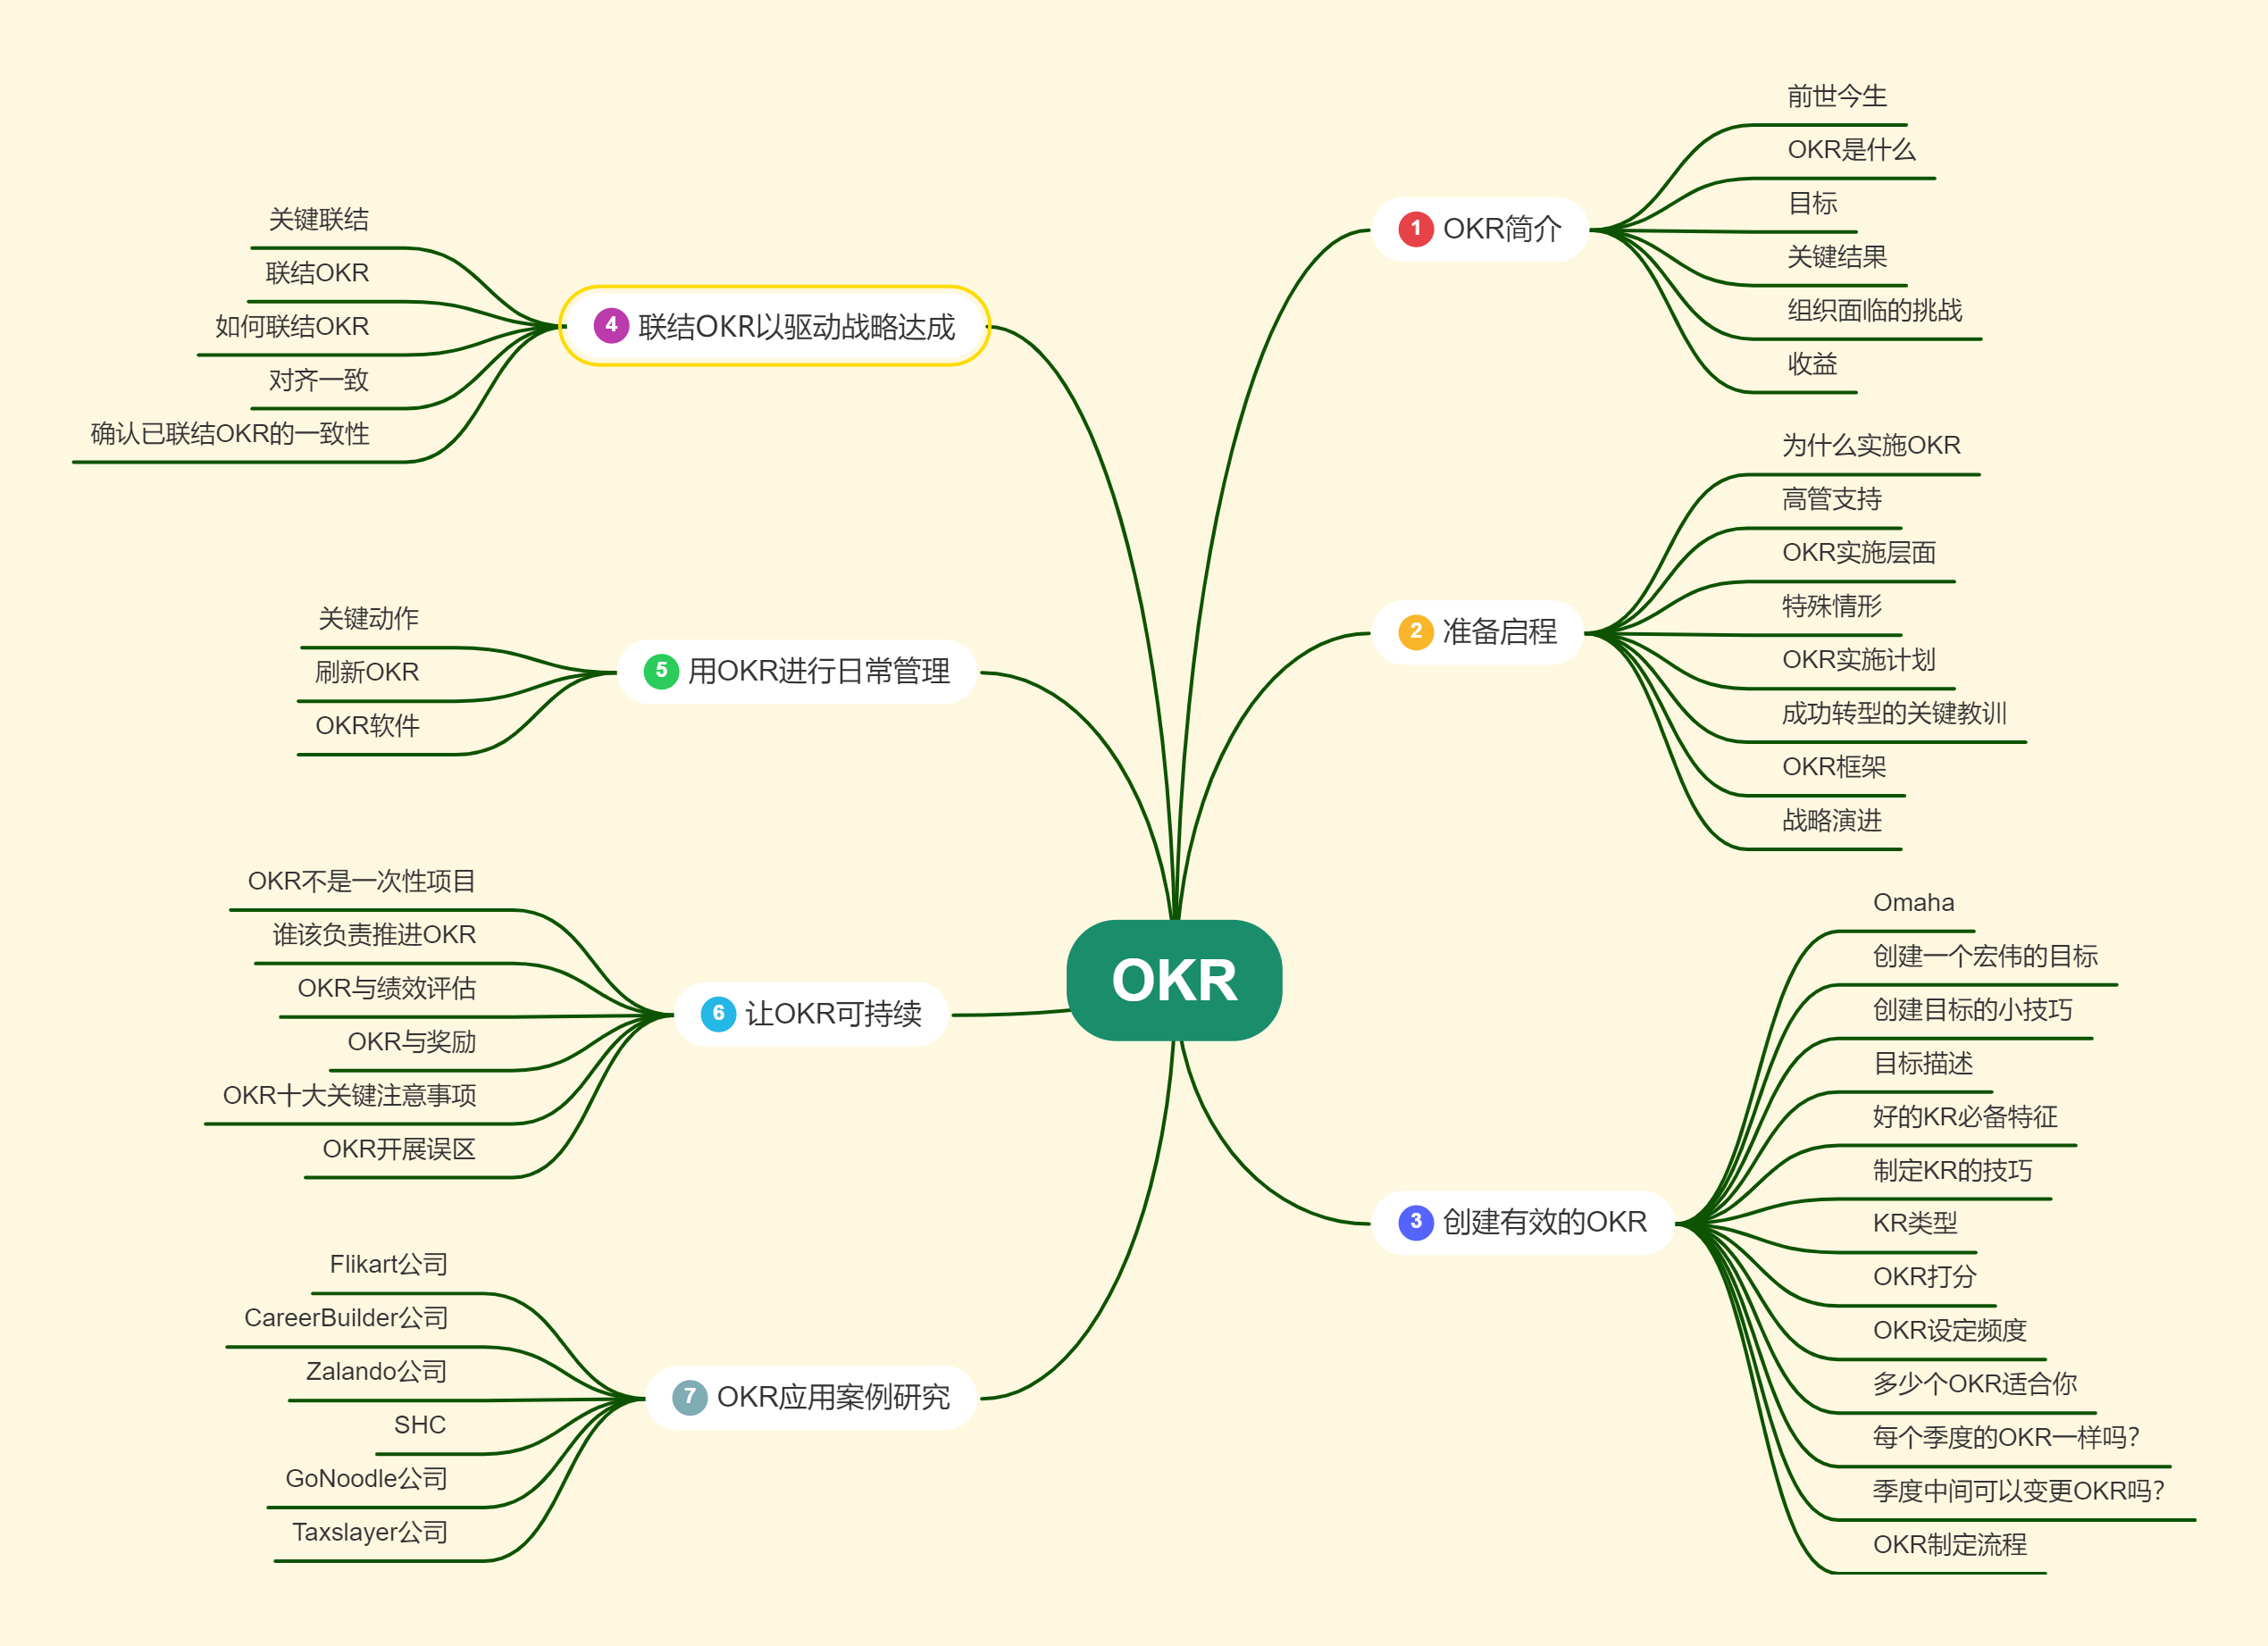 OKR
1 OKR简介
前世今生
OKR是什么
目标
关键结果
组织面临的挑战
收益
2 准备启程
为什么实施OKR
高管支持
OKR实施层面
特殊情形
OKR实施计划
成功转型的关键教训
OKR框架
战略演进
3 创建有效的OKR
Omaha
创建一个宏伟的目标
创建目标的小技巧
目标描述
好的KR必备特征
制定KR的技巧
KR类型
OKR打分
OKR设定频度
多少个OKR适合你
每个季度的OKR一样吗?
季度中间可以变更OKR吗?
OKR制定流程
4 联结OKR以驱动战略达成
关键联结
联结OKR
如何联结OKR
对齐一致
确认已联结OKR的一致性
5 用OKR进行日常管理
关键动作
刷新OKR
OKR软件
6 让OKR可持续
OKR不是一次性项目
谁该负责推进OKR
OKR与绩效评估
OKR与奖励
OKR十大关键注意事项
OKR开展误区
7 OKR应用案例研究
Flikart公司
CareerBuilder公司
Zalando公司
SHC
GoNoodle公司
Taxslayer公司